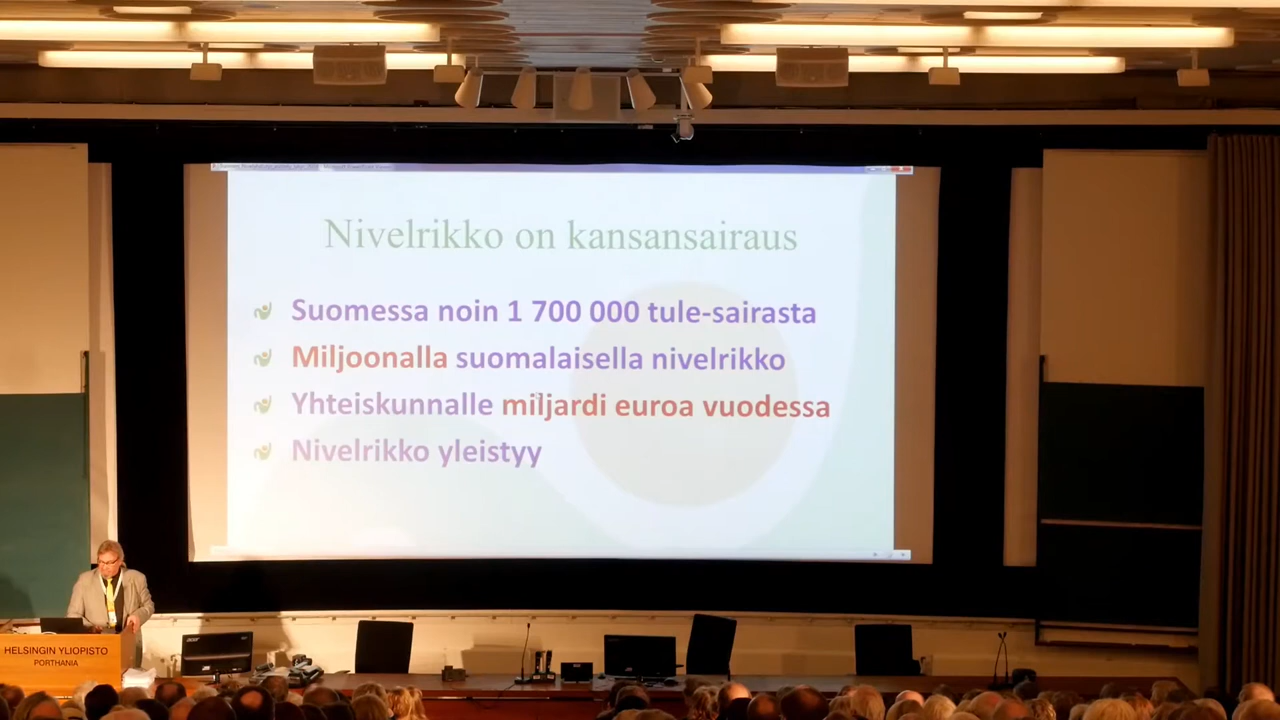 Nivelrikko on kansansairaus
Suomessa noin 1 700 000 tule-sairasta
Miljoonalla suomalaisella nivelrikko
Yhteiskunnalle miljardi euroa vuodessa
Nivelrikko yleistyy
HELSINGIN YLIOPISTO
PORTHANIA
acer